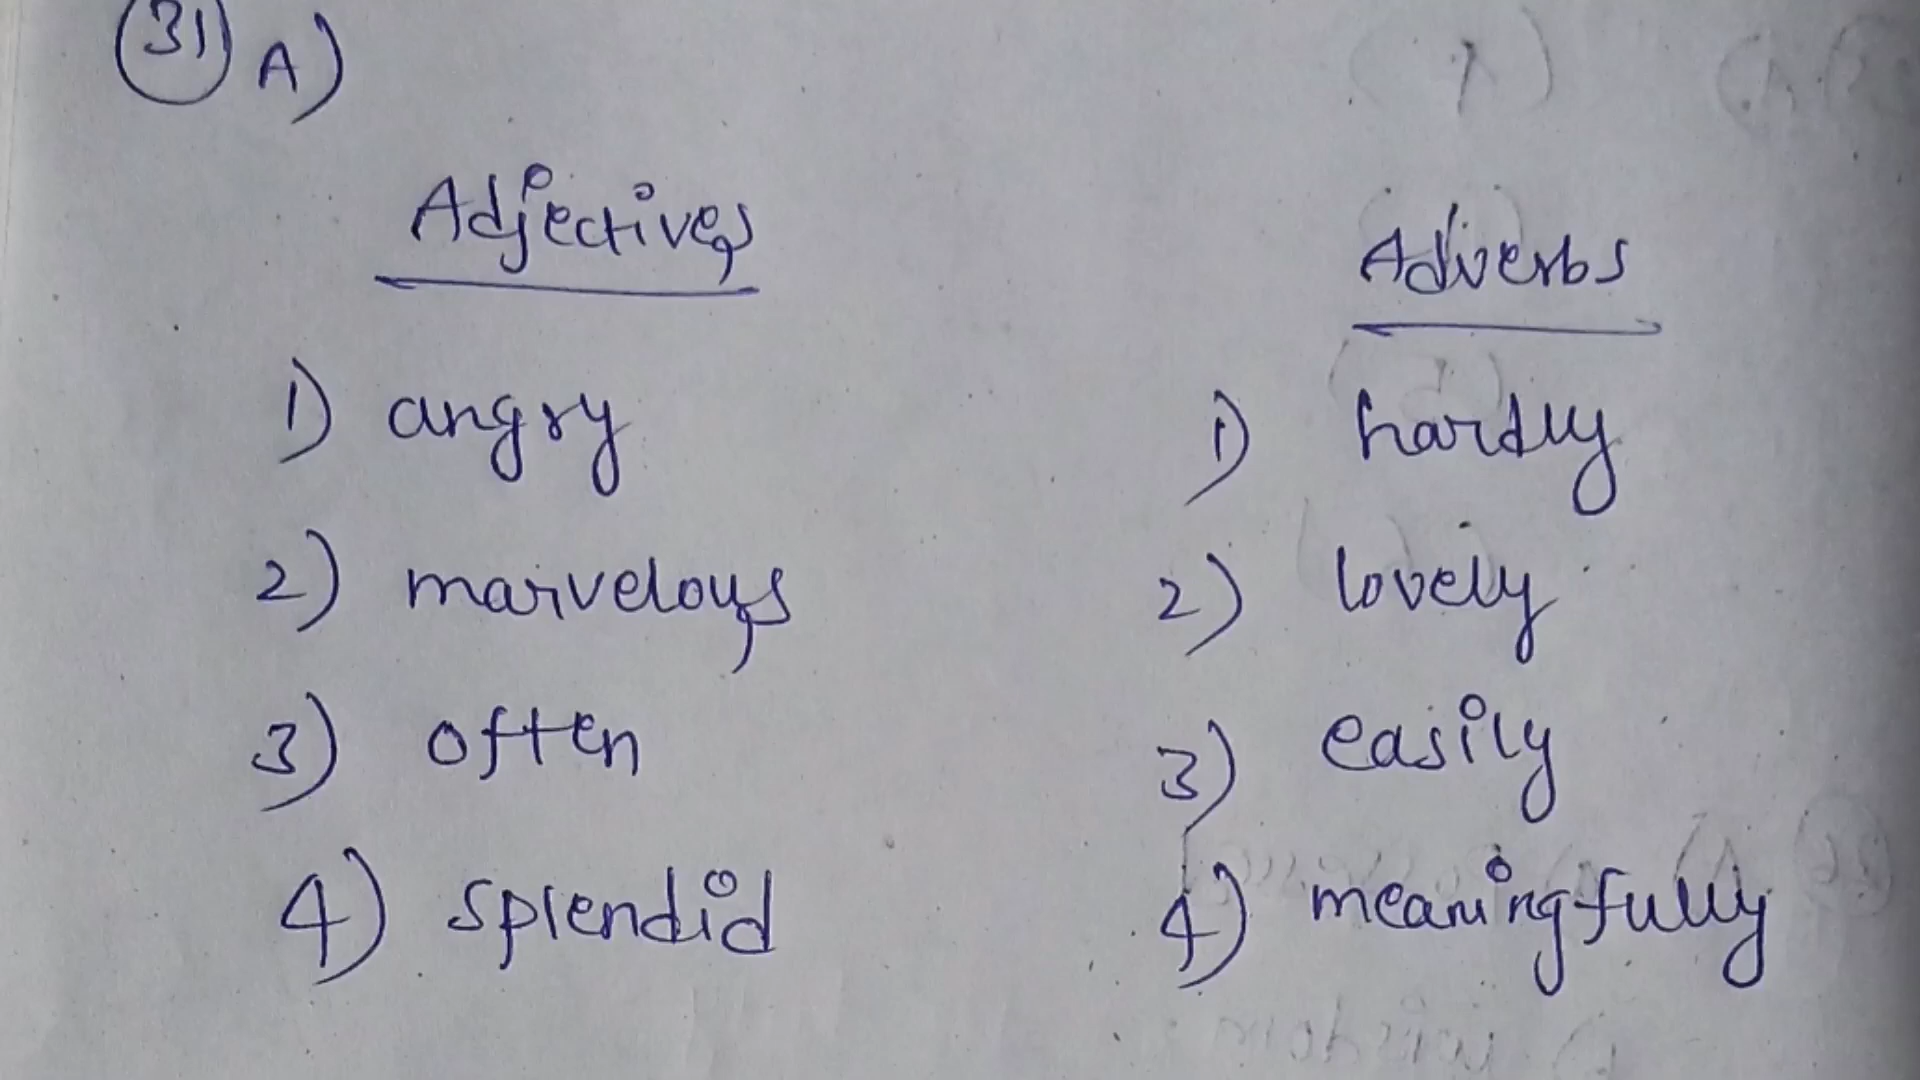 31) A)
Adjectives
1) angry
2) marvelous
3) often
4) splendid
Adverbs
1) hardly
2) lovely
3) easily
4) meaningfully